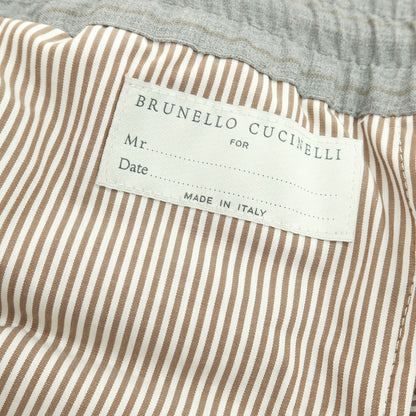 BRUNELLO CUCINELLI
FOR
Mr.......................................
Date....................................
MADE IN ITALY